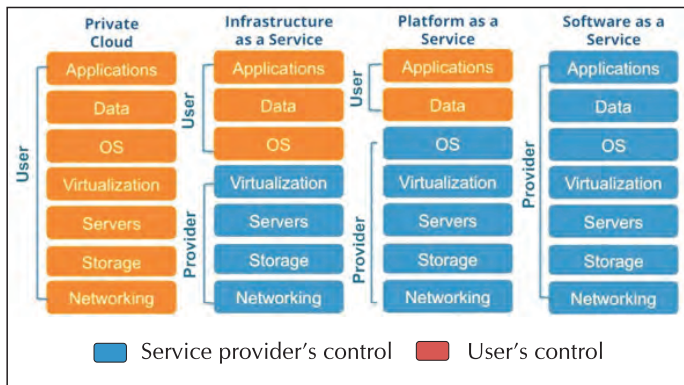 Private
Cloud
Infrastructure
as a Service
Platform as a
Service
Software as a
Service
User
Applications
Data
OS
Virtualization
Servers
Storage
Networking
User
Provider
Applications
Data
OS
Virtualization
Servers
Storage
Networking
User
Provider
Applications
Data
OS
Virtualization
Servers
Storage
Networking
Provider
Applications
Data
OS
Virtualization
Servers
Storage
Networking
Service provider's control
User's control